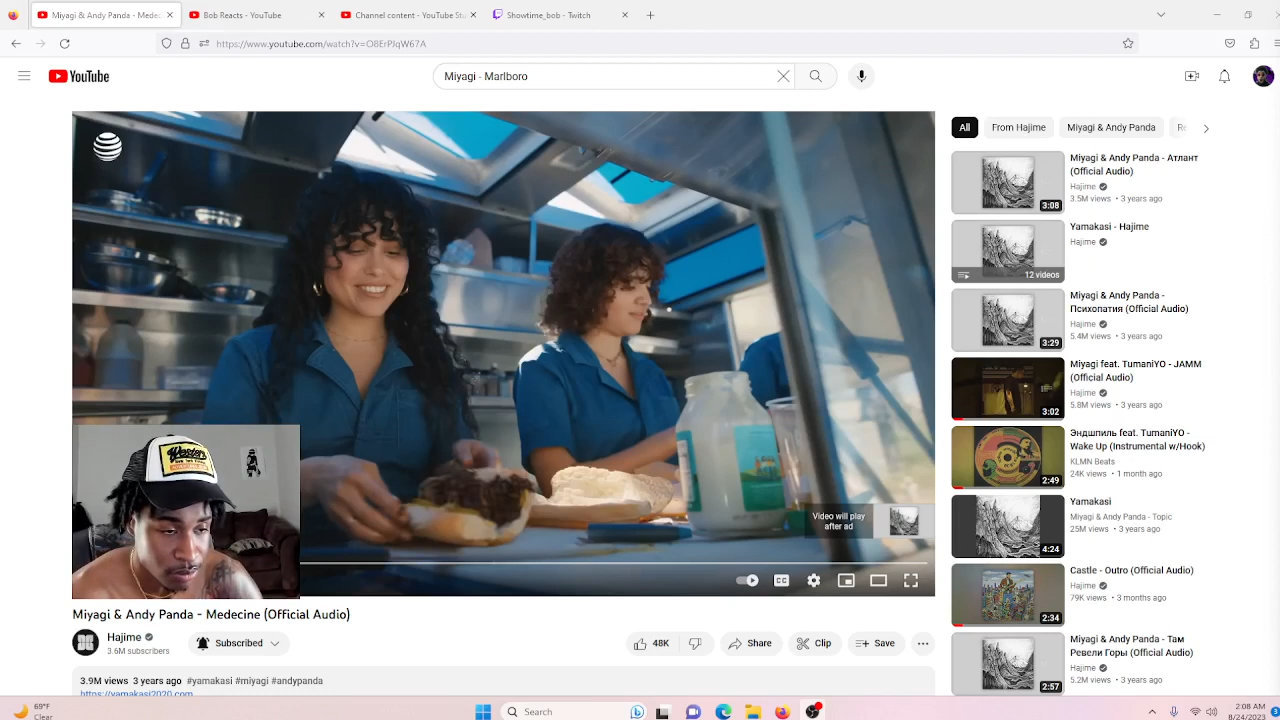 Miyagi & Andy Panda - Medec
Bob Reacts - YouTube
Channel content - YouTube St
Showtime_bob - Twitch
https://www.youtube.com/watch?v=O8ErPJqW67A
YouTube
Miyagi - Marlboro
All
From Hajime
Miyagi & Andy Panda
Re
Miyagi & Andy Panda - Атлант
(Official Audio)
Hajime
3.5M views • 3 years ago
3:08
Yamakasi - Hajime
Hajime
12 videos
Miyagi & Andy Panda -
Психопатия (Official Audio)
Hajime
5.4M views • 3 years ago
3:29
Miyagi feat. TumaniYO - JAMM
(Official Audio)
Hajime
5.8M views • 3 years ago
3:02
Эндшпиль feat. TumaniYO -
Wake Up (Instrumental w/Hook)
KLMN Beats
24K views • 1 month ago
2:49
Yamakasi
Miyagi & Andy Panda - Topic
25M views • 3 years ago
4:24
Castle - Outro (Official Audio)
Hajime
79K views • 3 months ago
2:34
Miyagi & Andy Panda - Там
Ревели Горы (Official Audio)
Hajime
5.2M views • 3 years ago
2:57
Video will play
after ad
CC
Miyagi & Andy Panda - Medecine (Official Audio)
Hajime
3.6M subscribers
Subscribed
48K
Share
Clip
Save
3.9M views 3 years ago #yamakasi #miyagi #andypanda
https://yamakasi2020.com
69°F
Clear
Search
2:08 AM
8/24/2023
3